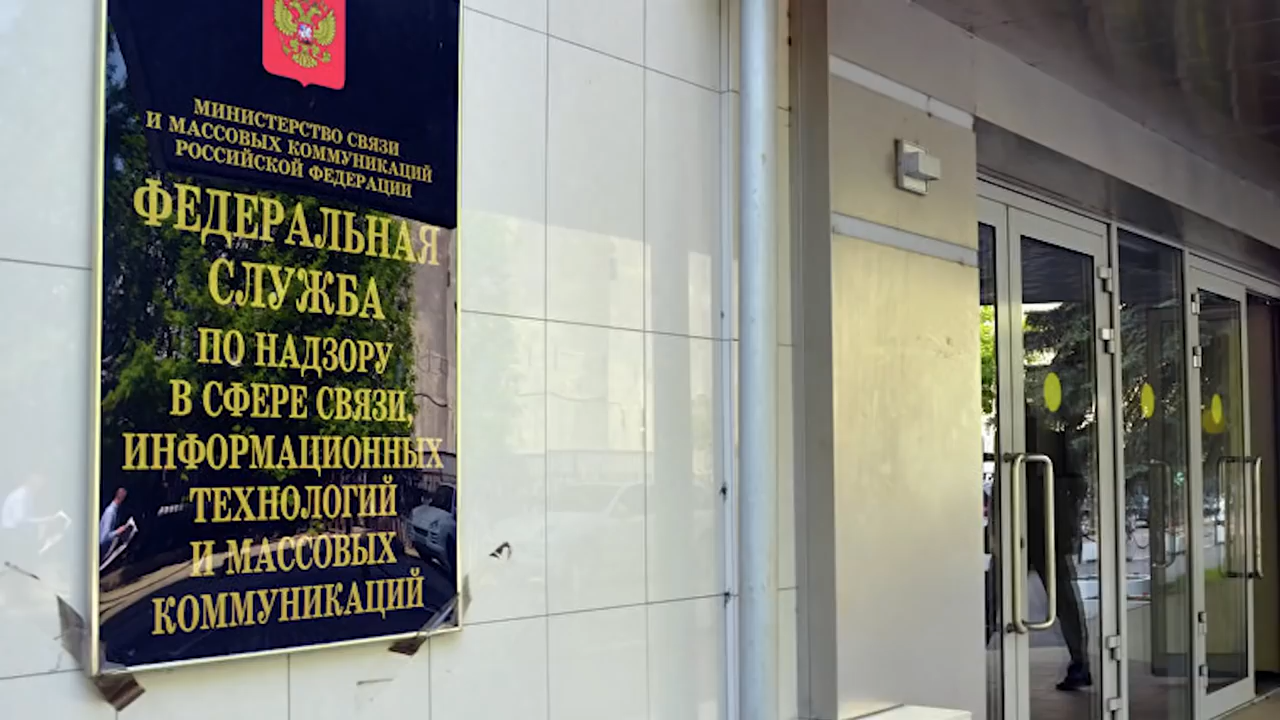 МИНИСТЕРСТВО СВЯЗИ
И МАССОВЫХ КОММУНИКАЦИЙ
РОССИЙСКОЙ ФЕДЕРАЦИИ
ФЕДЕРАЛЬНАЯ
СЛУЖБА
ПО НАДЗОРУ
В СФЕРЕ СВЯЗИ,
ИНФОРМАЦИОННЫХ
ТЕХНОЛОГИЙ
И МАССОВЫХ
КОММУНИКАЦИЙ